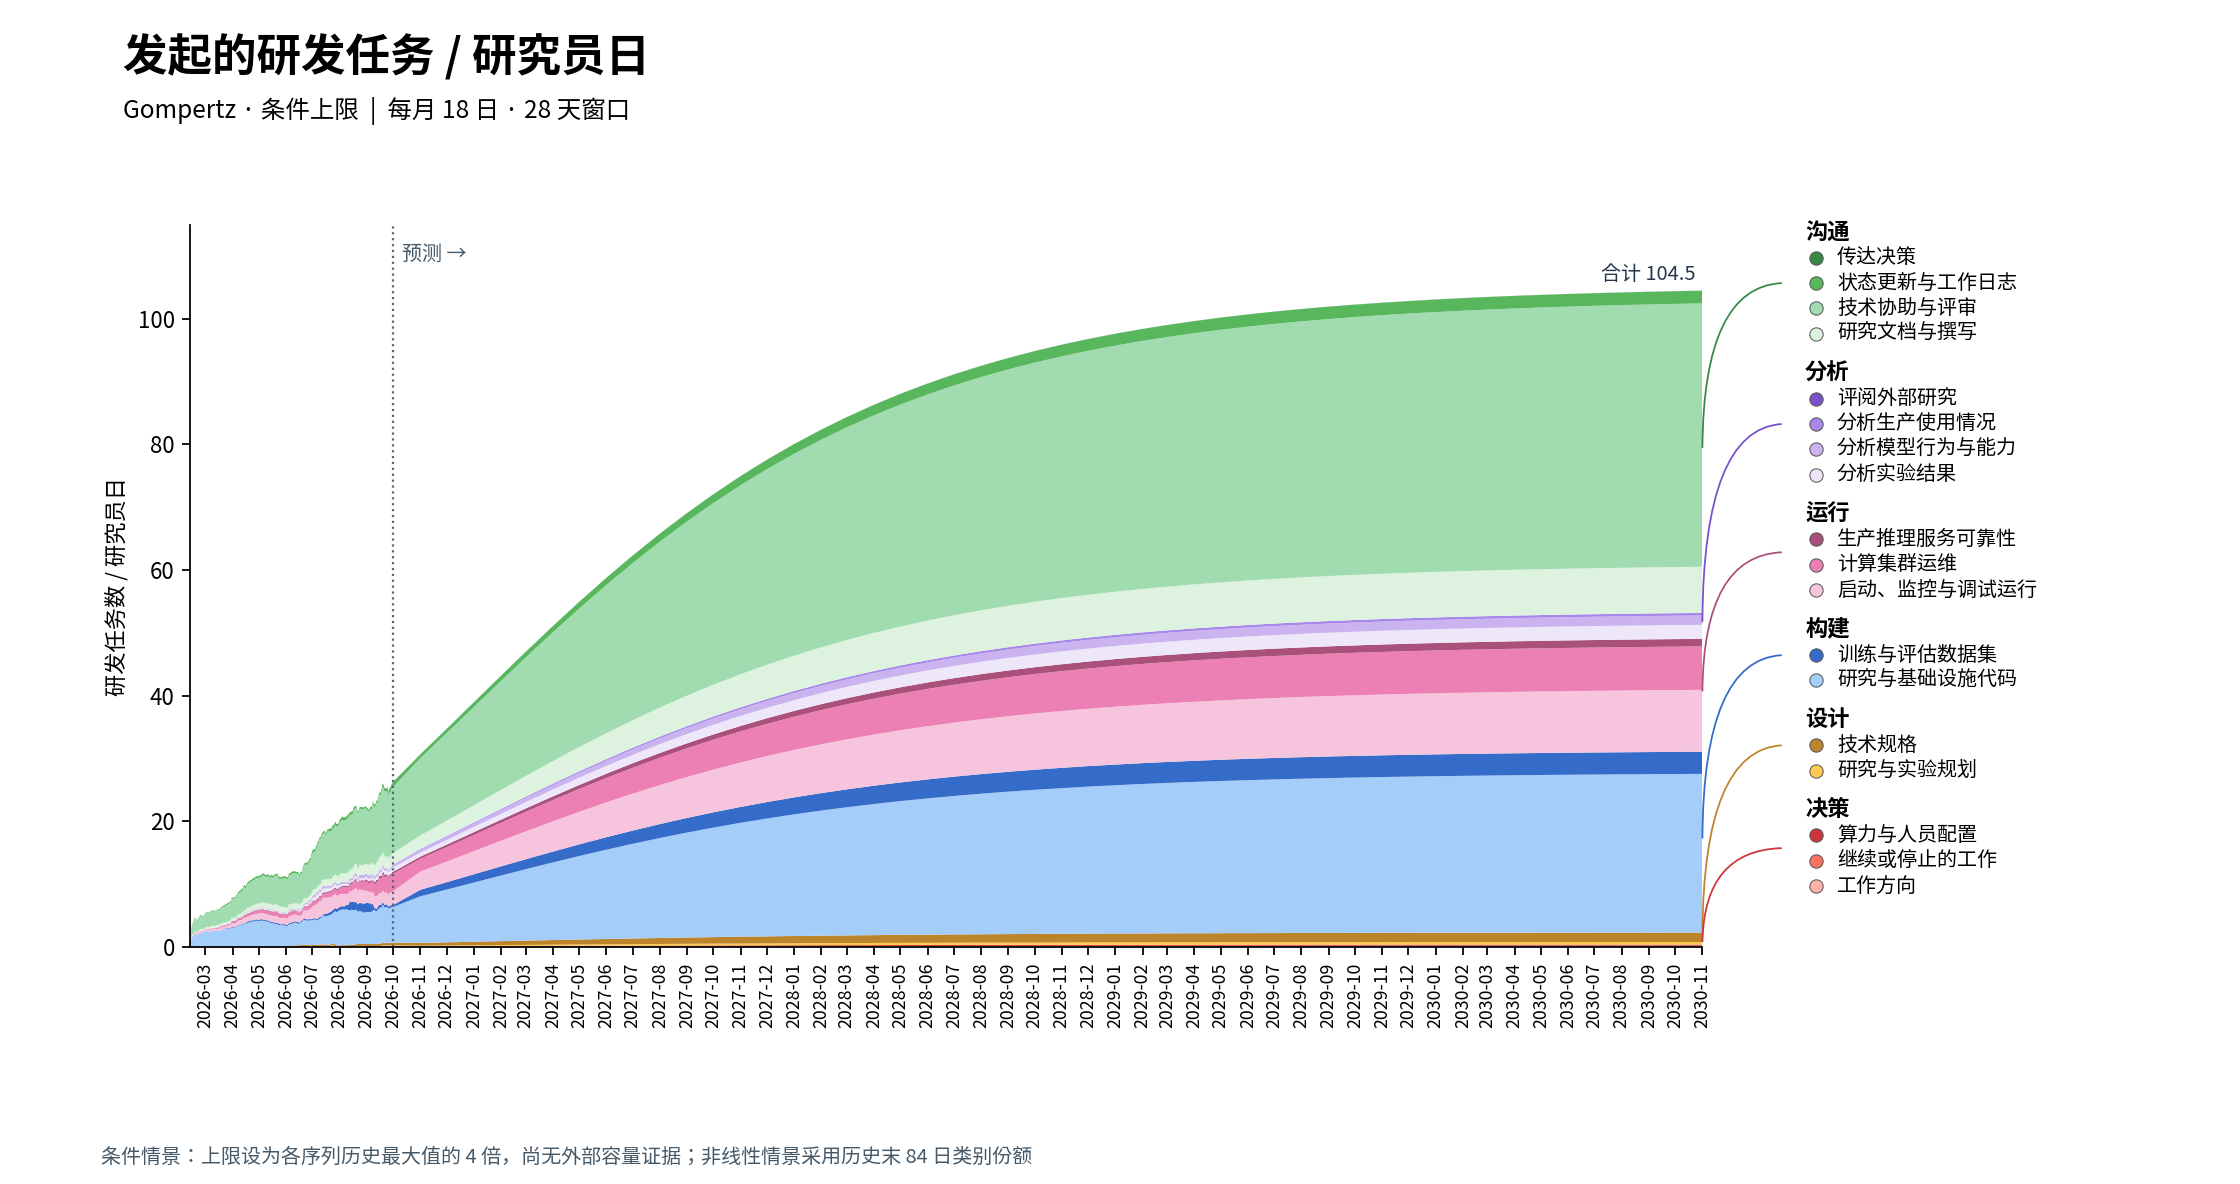 发起的研发任务 / 研究员日
Gompertz · 条件上限 | 每月 18 日 · 28 天窗口
预测 →
合计 104.5
研发任务数 / 研究员日
100
80
60
40
20
0
2026-03
2026-04
2026-05
2026-06
2026-07
2026-08
2026-09
2026-10
2026-11
2026-12
2027-01
2027-02
2027-03
2027-04
2027-05
2027-06
2027-07
2027-08
2027-09
2027-10
2027-11
2027-12
2028-01
2028-02
2028-03
2028-04
2028-05
2028-06
2028-07
2028-08
2028-09
2028-10
2028-11
2028-12
2029-01
2029-02
2029-03
2029-04
2029-05
2029-06
2029-07
2029-08
2029-09
2029-10
2029-11
2029-12
2030-01
2030-02
2030-03
2030-04
2030-05
2030-06
2030-07
2030-08
2030-09
2030-10
2030-11
沟通
传达决策
状态更新与工作日志
技术协助与评审
研究文档与撰写
分析
评阅外部研究
分析生产使用情况
分析模型行为与能力
分析实验结果
运行
生产推理服务可靠性
计算集群运维
启动、监控与调试运行
构建
训练与评估数据集
研究与基础设施代码
设计
技术规格
研究与实验规划
决策
算力与人员配置
继续或停止的工作
工作方向
条件情景：上限设为各序列历史最大值的 4 倍，尚无外部容量证据；非线性情景采用历史末 84 日类别份额